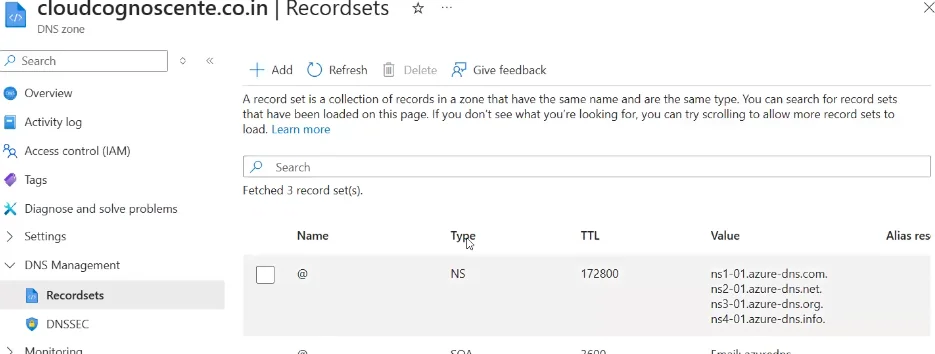 cloudcognoscente.co.in | Recordsets
DNS zone
Search
Overview
Activity log
Access control (IAM)
Tags
Diagnose and solve problems
Settings
DNS Management
Recordsets
DNSSEC
Monitoring
Add Refresh Delete Give feedback
A record set is a collection of records in a zone that have the same name and are the same type. You can search for record sets
that have been loaded on this page. If you don't see what you're looking for, you can try scrolling to allow more record sets to
load. Learn more
Search
Fetched 3 record set(s).
Name Type TTL Value Alias res
@ NS 172800 ns1-01.azure-dns.com.
ns2-01.azure-dns.net.
ns3-01.azure-dns.org.
ns4-01.azure-dns.info.
@ SOA 3600 Email: azuredns